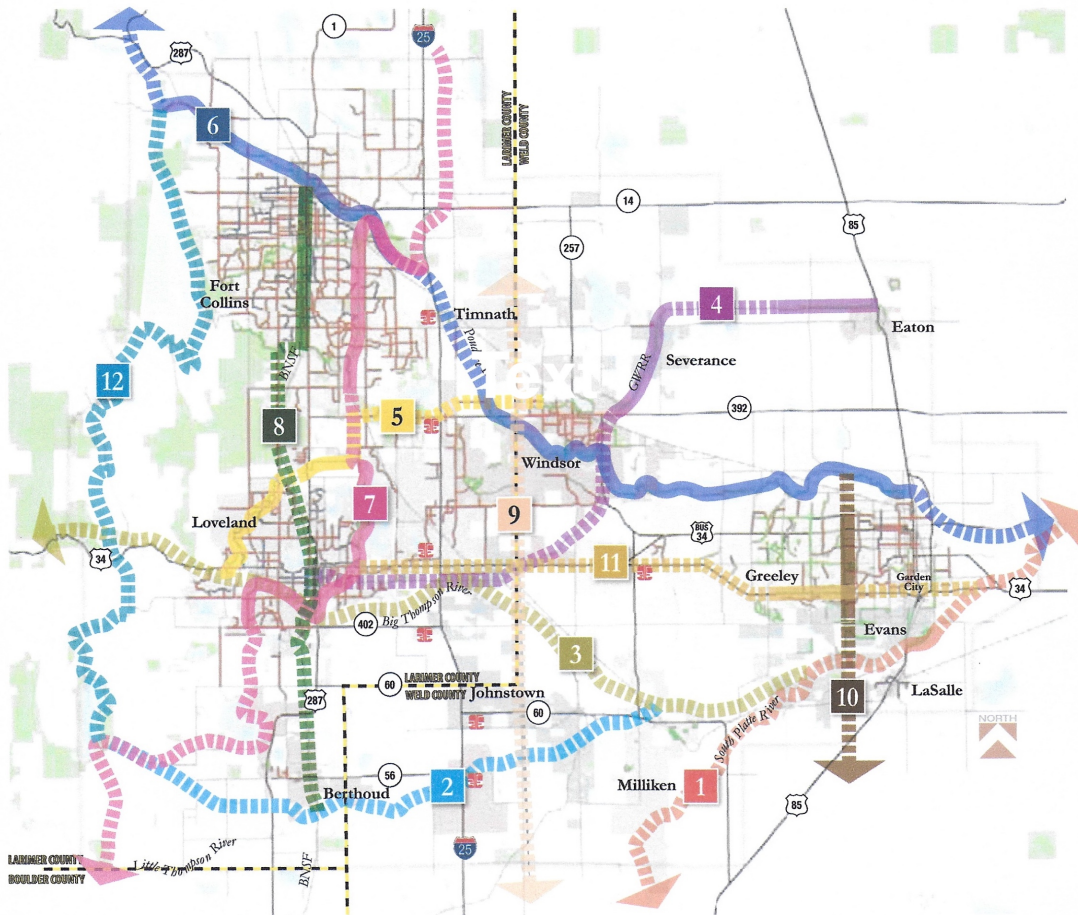 1
25
287
6
LARIMER COUNTY
WELD COUNTY
14
85
257
Fort
Collins
Timnath
4
Eaton
Severance
GWRR
BNSF
12
5
392
8
Windsor
7
9
Loveland
BUS
34
34
11
Greeley
Garden
City
34
Big Thompson River
402
Evans
3
60
LARIMER COUNTY
WELD COUNTY
Johnstown
LaSalle
287
60
10
NORTH
South Platte River
56
2
Milliken
1
Berthoud
85
25
Little Thompson River
BNSF
LARIMER COUNTY
BOULDER COUNTY